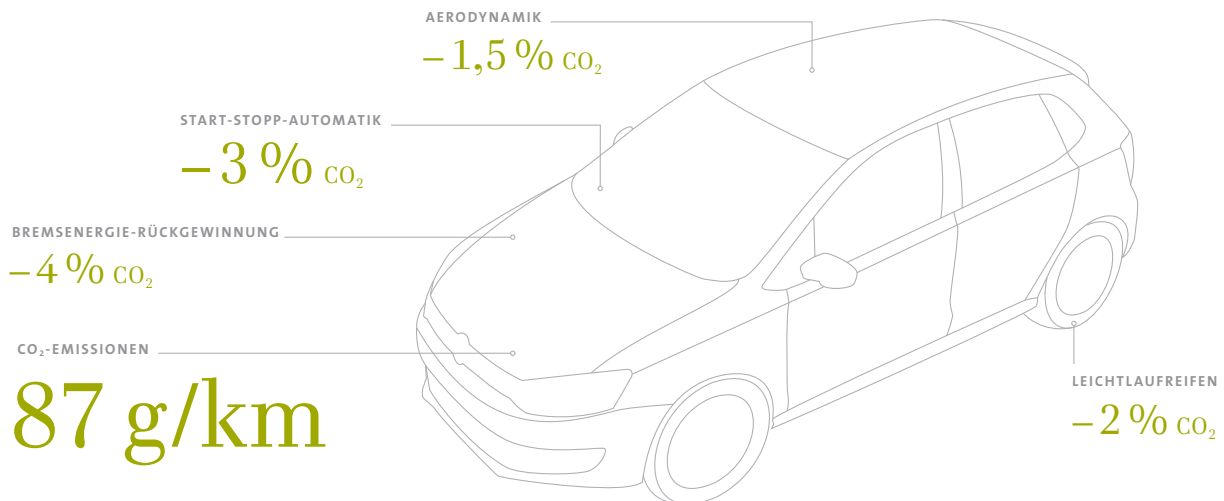 AERODYNAMIK
– 1,5 % CO₂
START-STOPP-AUTOMATIK
– 3 % CO₂
BREMSENERGIE-RÜCKGEWINNUNG
– 4 % CO₂
CO₂-EMISSIONEN
87 g/km
LEICHTLAUFREIFEN
– 2 % CO₂